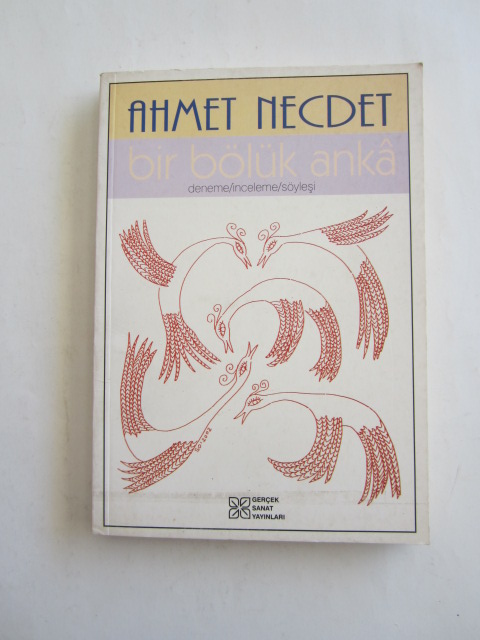 AHMET NECDET
bir bölük ankâ
deneme/inceleme/söyleşi
GERÇEK
SANAT
YAYINLARI